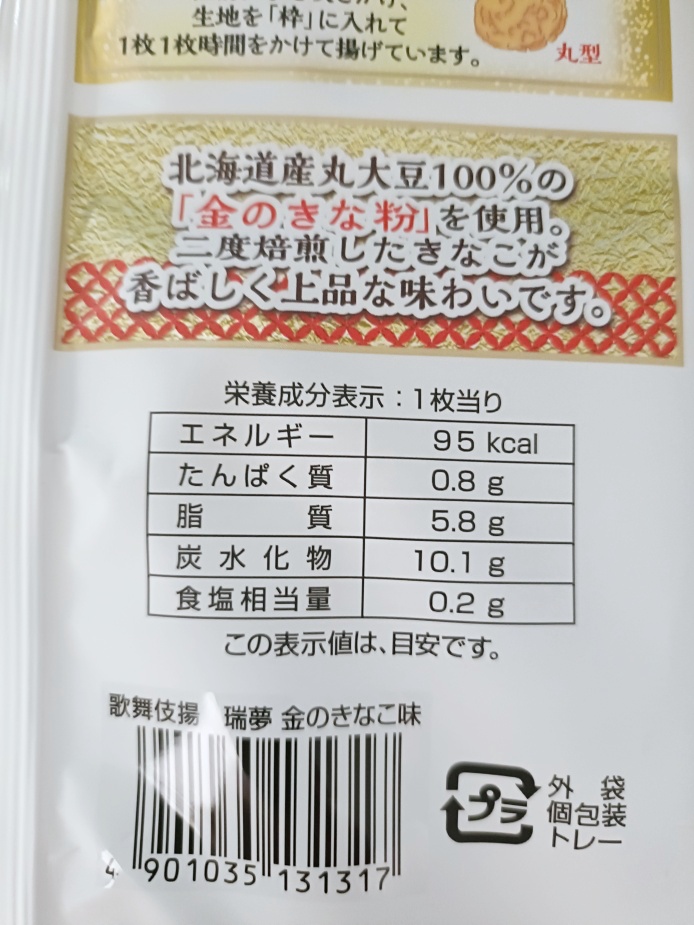 生地を「枠」に入れて
1枚1枚時間をかけて揚げています。
丸型
北海道産丸大豆100%の
「金のきな粉」を使用。
二度焙煎したきなこが
香ばしく上品な味わいです。
栄養成分表示：1枚当り
エネルギー 95 kcal
たんぱく質 0.8 g
脂質 5.8 g
炭水化物 10.1 g
食塩相当量 0.2 g
この表示値は、目安です。
歌舞伎揚 瑞夢 金のきなこ味
4 901035 131317
プラ
外袋
個包装
トレー